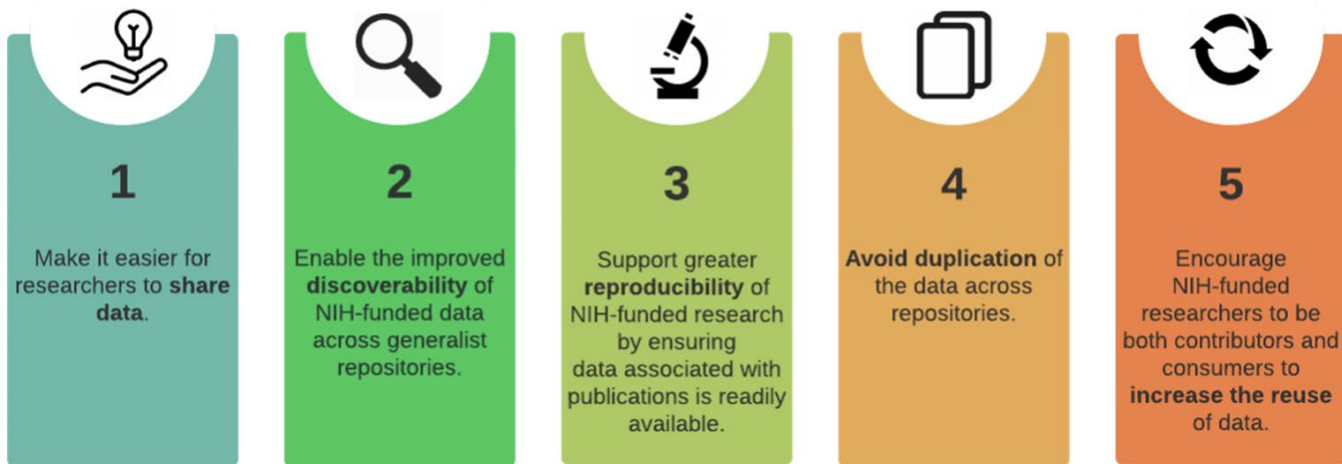 1
Make it easier for
researchers to share
data.
2
Enable the improved
discoverability of
NIH-funded data
across generalist
repositories.
3
Support greater
reproducibility of
NIH-funded research
by ensuring
data associated with
publications is readily
available.
4
Avoid duplication of
the data across
repositories.
5
Encourage
NIH-funded
researchers to be
both contributors and
consumers to
increase the reuse
of data.